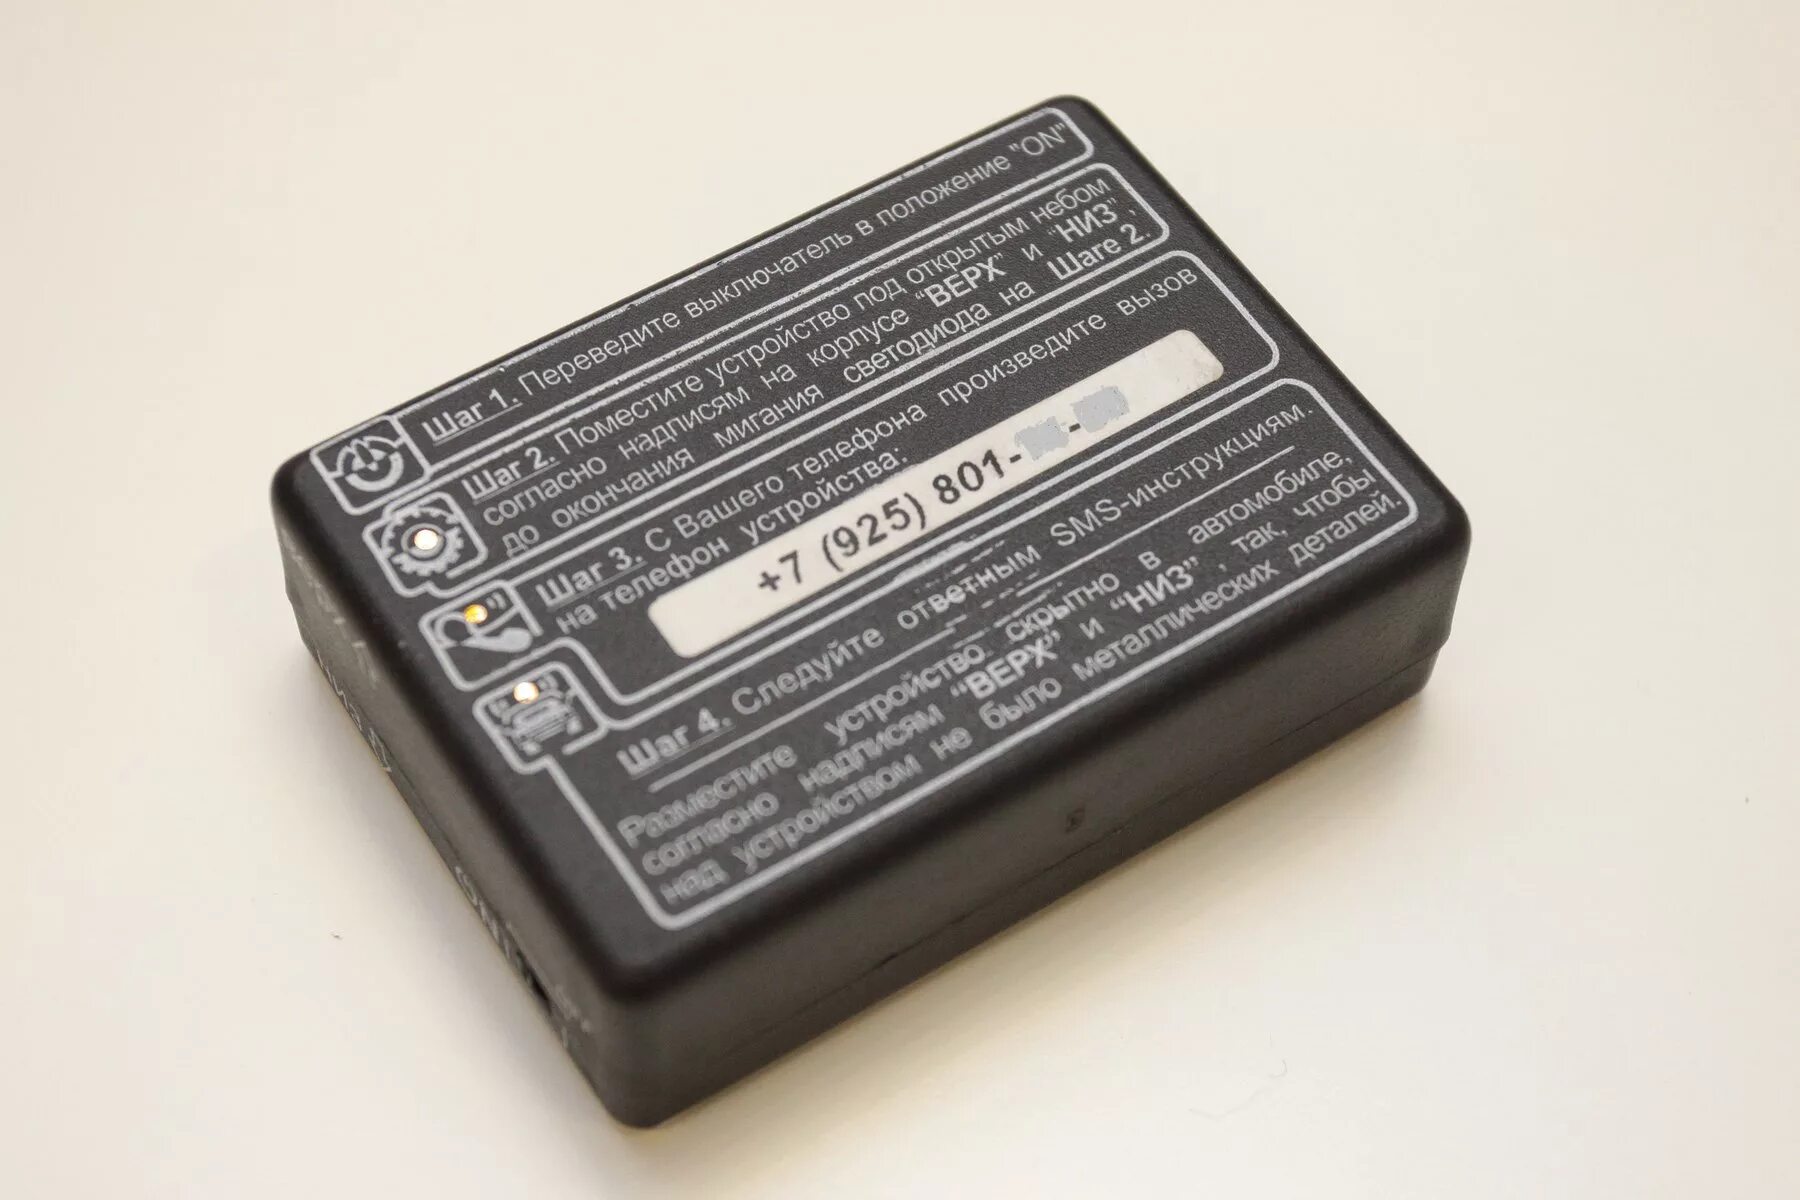 Шаг 1. Переведите выключатель в положение "ON"
Шаг 2. Поместите устройство под открытым небом
согласно надписям на корпусе "ВЕРХ" и "НИЗ",
до окончания мигания светодиода на Шаге 2.
Шаг 3. С Вашего телефона произведите вызов
на телефон устройства:
+7 (925) 801- -
Шаг 4. Следуйте ответным SMS-инструкциям.
Разместите устройство скрытно в автомобиле,
согласно надписям "ВЕРХ" и "НИЗ", так, чтобы
над устройством не было металлических деталей.